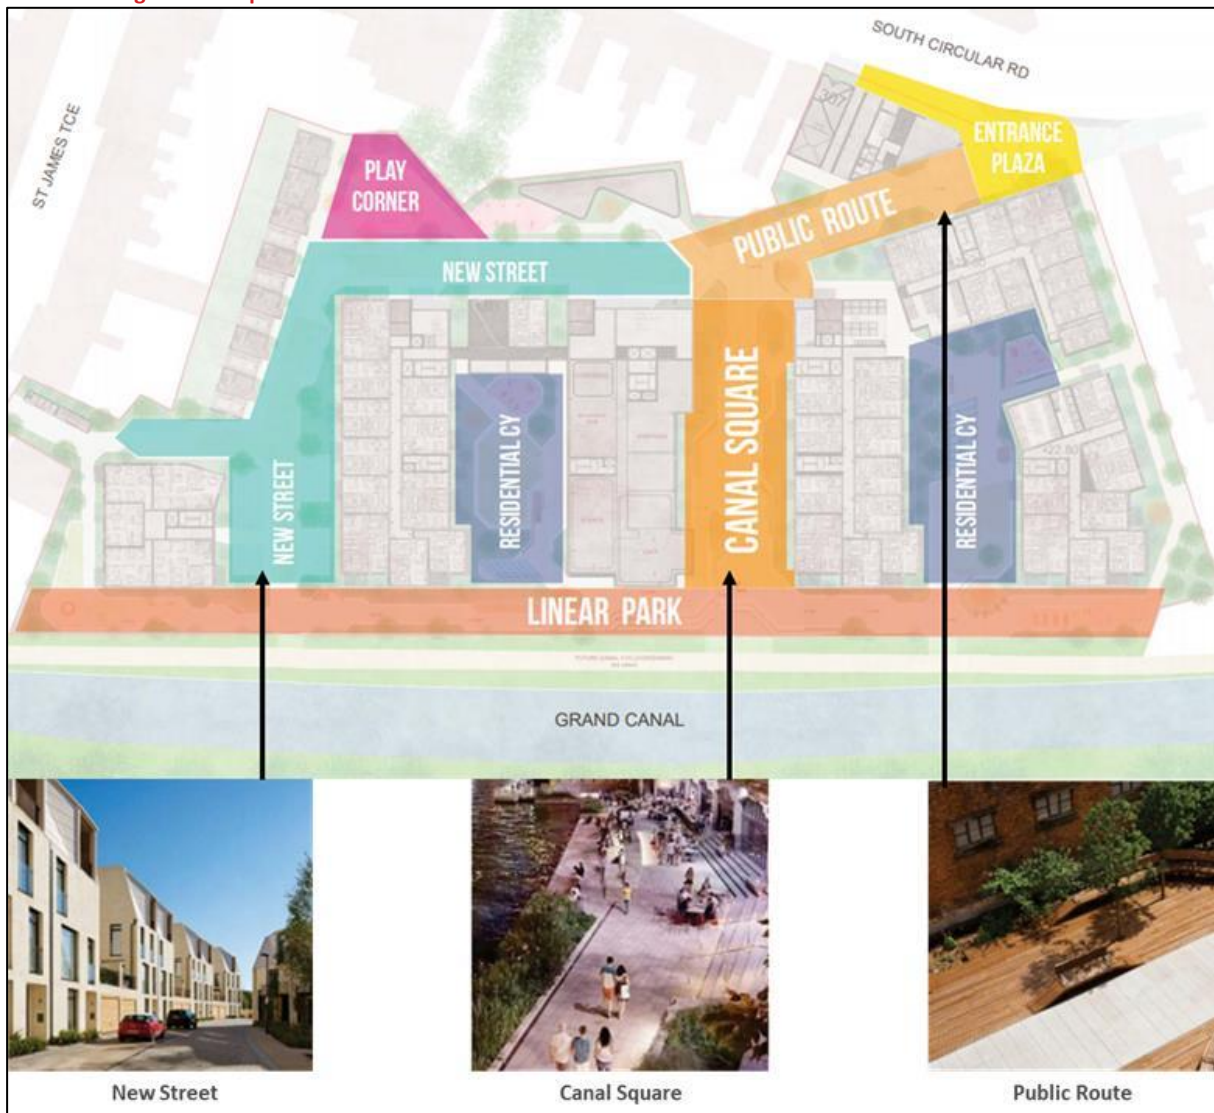 SOUTH CIRCULAR RD
ST JAMES TCE
307
ENTRANCE
PLAZA
PLAY
CORNER
PUBLIC ROUTE
NEW STREET
CANAL SQUARE
RESIDENTIAL CY
RESIDENTIAL CY
NEW STREET
LINEAR PARK
GRAND CANAL
New Street
Canal Square
Public Route